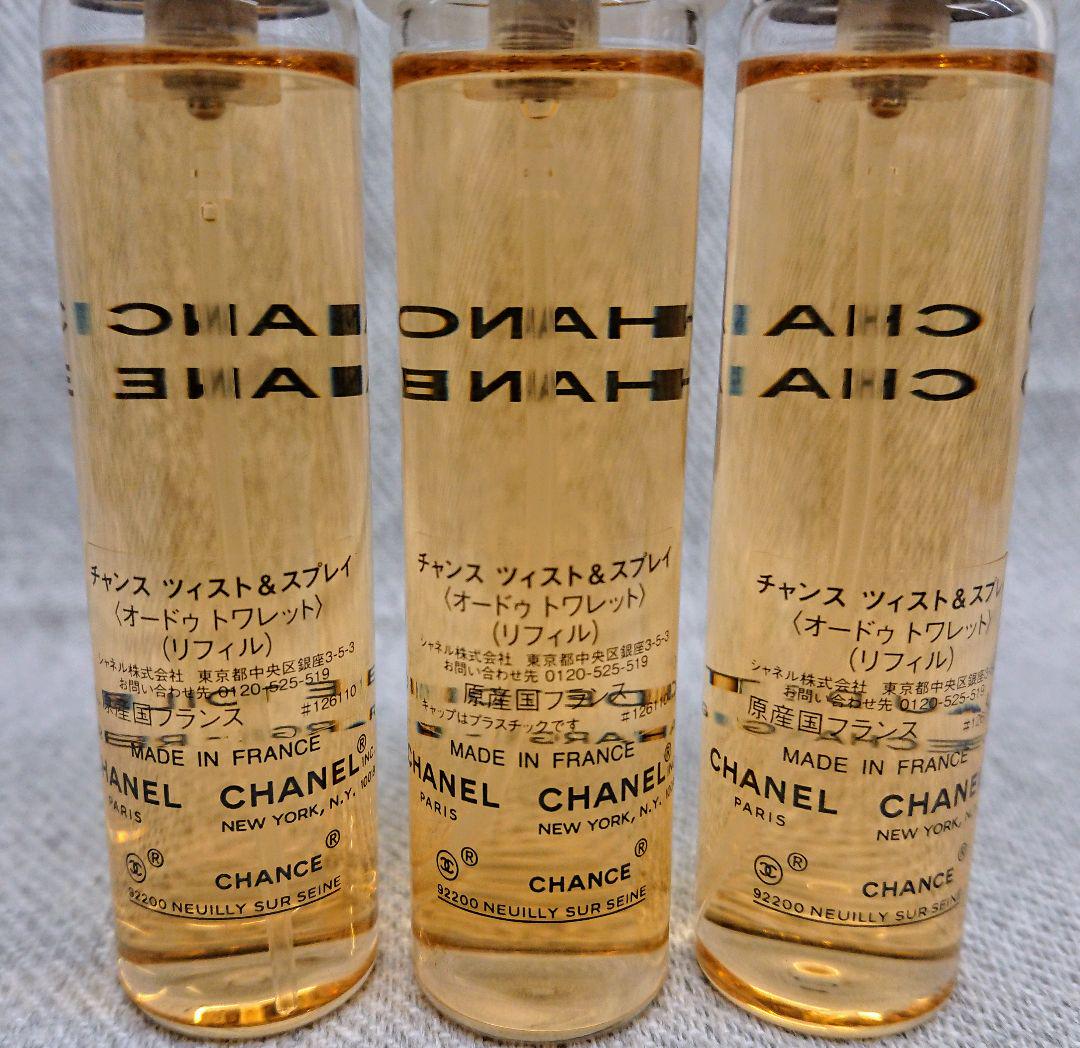 チャンス ツィスト＆スプレイ
〈オードゥ トワレット〉
(リフィル)
シャネル株式会社 東京都中央区銀座3-5-3
お問い合わせ先 0120-525-519
原産国フランス #126110
MADE IN FRANCE
HANEL CHANEL® INC.
PARIS NEW YORK, N.Y.
® CHANCE®
92200 NEUILLY SUR SEINE
チャンス ツィスト＆スプレイ
〈オードゥ トワレット〉
(リフィル)
シャネル株式会社 東京都中央区銀座3-5-3
お問い合わせ先 0120-525-519
原産国フランス
キャップはプラスチックです #126110
MADE IN FRANCE
CHANEL CHANEL®
PARIS NEW YORK, N.Y.
® CHANCE®
92200 NEUILLY SUR SEINE
チャンス ツィスト＆スプレ
〈オードゥ トワレット〉
(リフィル)
シャネル株式会社 東京都中央区銀座3
お問い合わせ先 0120-525-519
原産国フランス #126
MADE IN FRANCE
CHANEL CHANE
PARIS NEW YORK, N.
® CHANCE®
92200 NEUILLY SUR SEINE